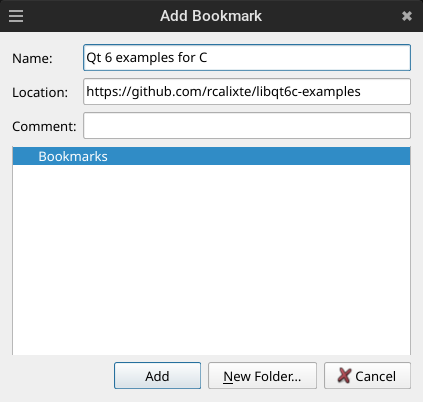 Add Bookmark
Name: Qt 6 examples for C
Location: https://github.com/rcalixte/libqt6c-examples
Comment:
Bookmarks
Add New Folder... Cancel